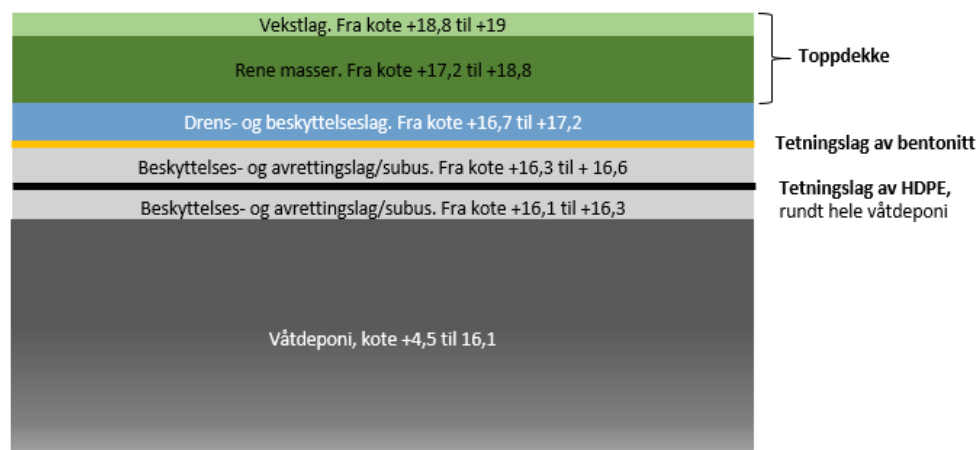 Vekstlag. Fra kote +18,8 til +19
Toppdekke
Rene masser. Fra kote +17,2 til +18,8
Drens- og beskyttelseslag. Fra kote +16,7 til +17,2
Tetningslag av bentonitt
Beskyttelses- og avrettingslag/subus. Fra kote +16,3 til + 16,6
Tetningslag av HDPE,
rundt hele våtdeponi
Beskyttelses- og avrettingslag/subus. Fra kote +16,1 til +16,3
Våtdeponi, kote +4,5 til 16,1